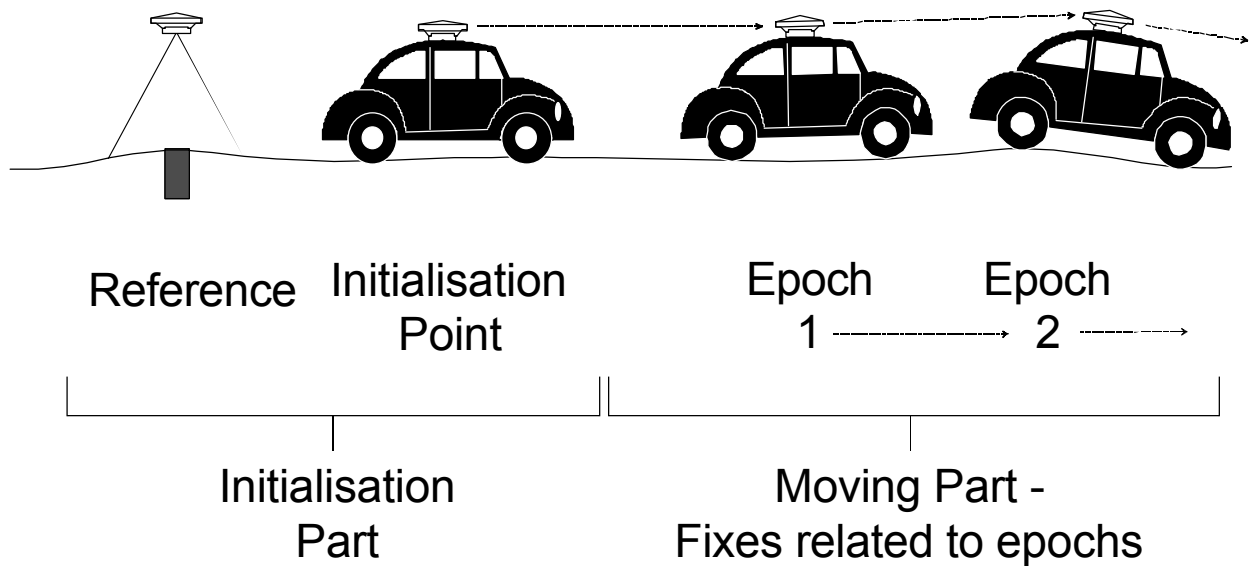 Reference
Initialisation
Point
Epoch
1
Epoch
2
Initialisation
Part
Moving Part -
Fixes related to epochs